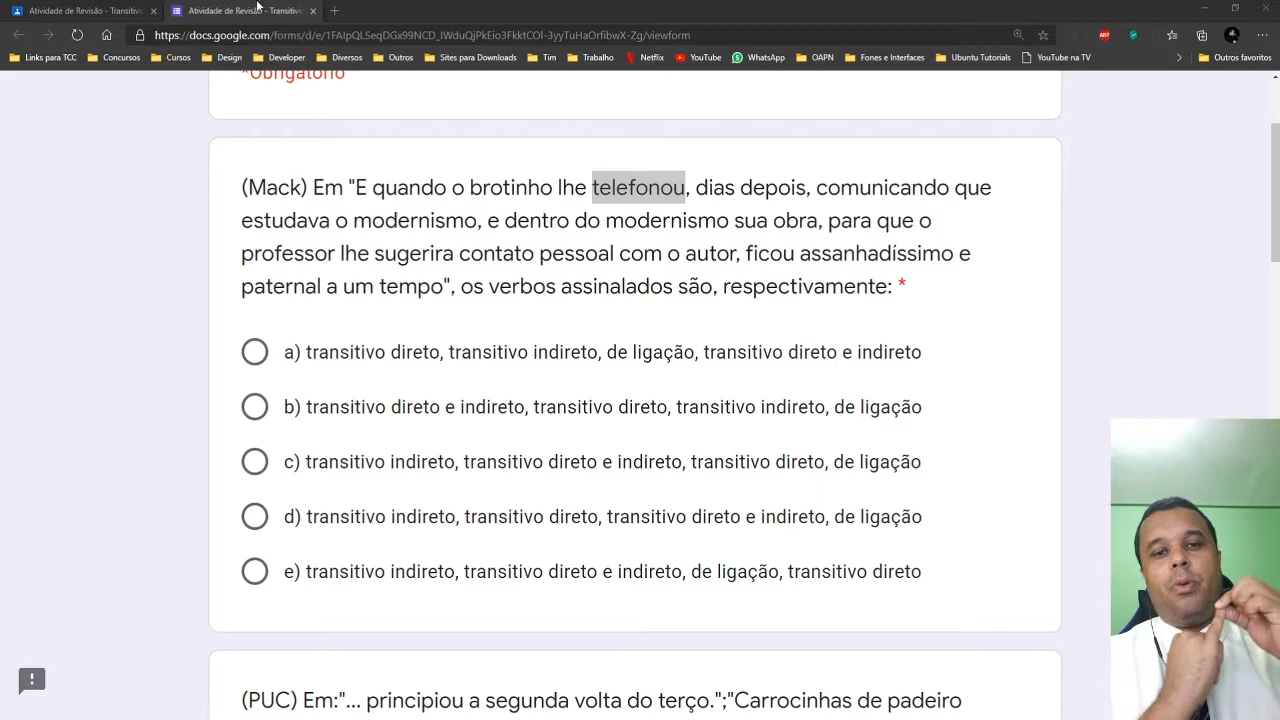 Atividade de Revisão - Transitivic
Atividade de Revisão - Transitivic
https://docs.google.com/forms/d/e/1FAIpQLSeqDGx99NCD_IWduQjPkEio3FkktCOl-3yyTuHaOrfibwX-Zg/viewform
Links para TCC Concursos Cursos Design Developer Diversos Outros Sites para Downloads Tim Trabalho Netflix YouTube WhatsApp OAPN Fones e Interfaces Ubuntu Tutorials YouTube na TV Outros favoritos
*Obrigatório
(Mack) Em "E quando o brotinho lhe telefonou, dias depois, comunicando que
estudava o modernismo, e dentro do modernismo sua obra, para que o
professor lhe sugerira contato pessoal com o autor, ficou assanhadíssimo e
paternal a um tempo", os verbos assinalados são, respectivamente: *
a) transitivo direto, transitivo indireto, de ligação, transitivo direto e indireto
b) transitivo direto e indireto, transitivo direto, transitivo indireto, de ligação
c) transitivo indireto, transitivo direto e indireto, transitivo direto, de ligação
d) transitivo indireto, transitivo direto, transitivo direto e indireto, de ligação
e) transitivo indireto, transitivo direto e indireto, de ligação, transitivo direto
(PUC) Em:"... principiou a segunda volta do terço.";"Carrocinhas de padeiro